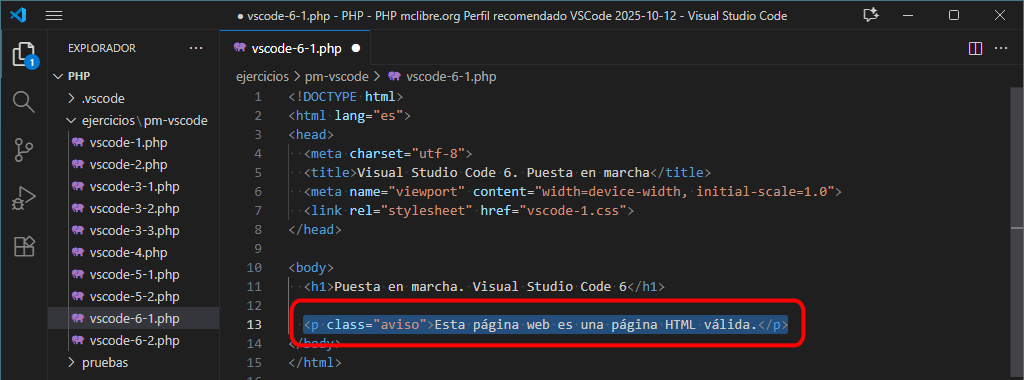 ● vscode-6-1.php - PHP - PHP mclibre.org Perfil recomendado VSCode 2025-10-12 - Visual Studio Code
EXPLORADOR ···
1
PHP
.vscode
ejercicios\pm-vscode
vscode-1.php
vscode-2.php
vscode-3-1.php
vscode-3-2.php
vscode-3-3.php
vscode-4.php
vscode-5-1.php
vscode-5-2.php
vscode-6-1.php
vscode-6-2.php
pruebas
vscode-6-1.php ●
ejercicios > pm-vscode > vscode-6-1.php
1 <!DOCTYPE html>
2 <html lang="es">
3 <head>
4 <meta charset="utf-8">
5 <title>Visual Studio Code 6. Puesta en marcha</title>
6 <meta name="viewport" content="width=device-width, initial-scale=1.0">
7 <link rel="stylesheet" href="vscode-1.css">
8 </head>
9
10 <body>
11 <h1>Puesta en marcha. Visual Studio Code 6</h1>
12
13 <p class="aviso">Esta página web es una página HTML válida.</p>
14 </body>
15 </html>
16